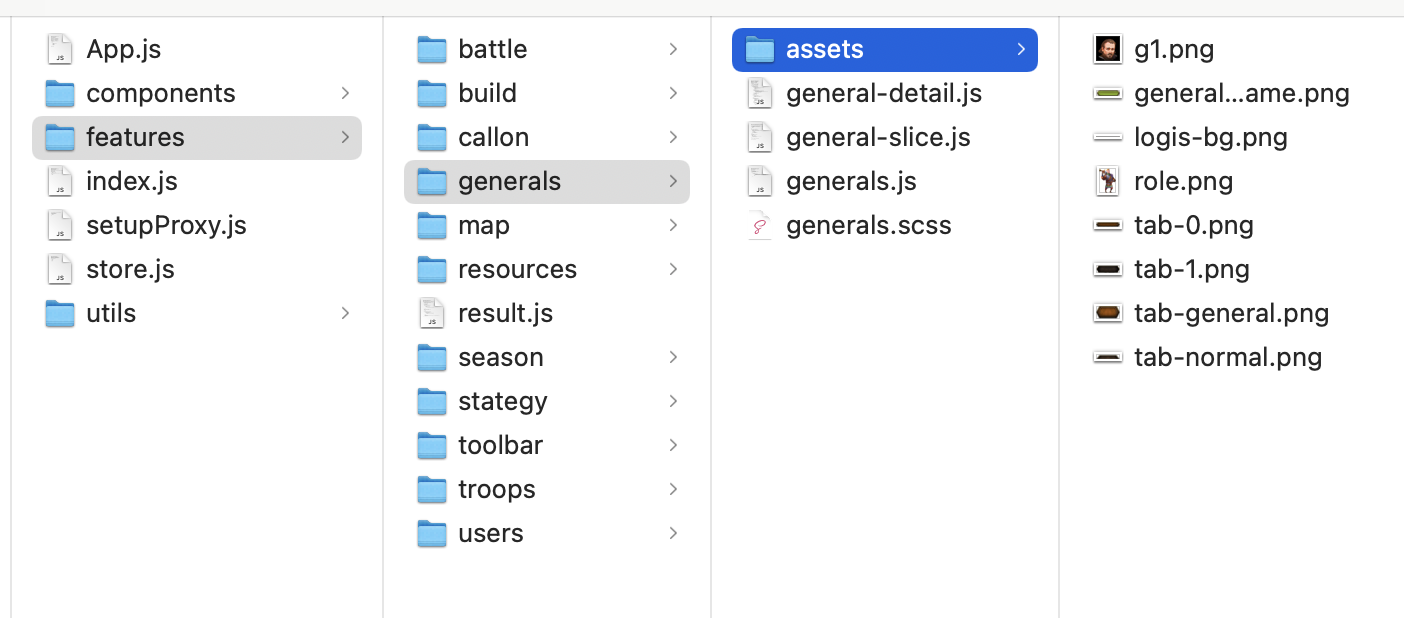 App.js
components
features
index.js
setupProxy.js
store.js
utils
battle
build
callon
generals
map
resources
result.js
season
stategy
toolbar
troops
users
assets
general-detail.js
general-slice.js
generals.js
generals.scss
g1.png
general...ame.png
logis-bg.png
role.png
tab-0.png
tab-1.png
tab-general.png
tab-normal.png